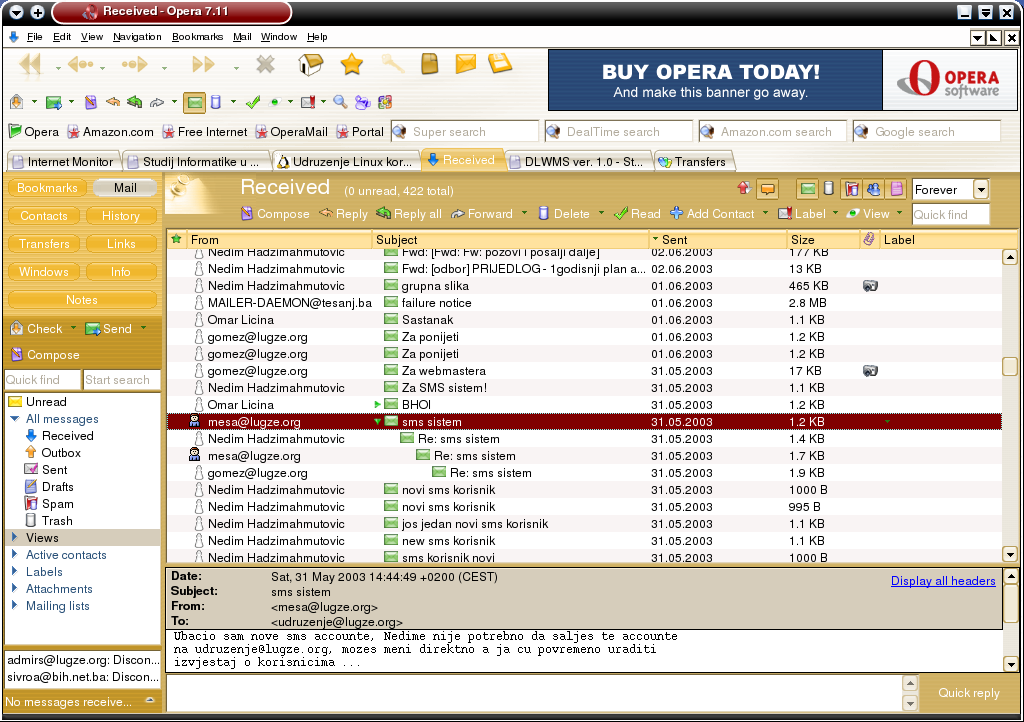 Received - Opera 7.11
File Edit View Navigation Bookmarks Mail Window Help
BUY OPERA TODAY!
And make this banner go away.
OPERA
software
Opera Amazon.com Free Internet OperaMail Portal Super search DealTime search Amazon.com search Google search
Internet Monitor Studij Informatike u ... Udruzenje Linux kor... Received DLWMS ver. 1.0 - St... Transfers
Bookmarks Mail
Contacts History
Transfers Links
Windows Info
Notes
Check Send
Compose
Quick find Start search
Unread
All messages
Received
Outbox
Sent
Drafts
Spam
Trash
Views
Active contacts
Labels
Attachments
Mailing lists
admirs@lugze.org: Discon...
sivroa@bih.net.ba: Discon...
No messages receive...
Received (0 unread, 422 total)
Forever
Compose Reply Reply all Forward Delete Read Add Contact Label View Quick find
From Subject Sent Size Label
Nedim Hadzimahmutovic Fwd: [Fwd: Fw: pozovi i posalji dalje] 02.06.2003 177 KB
Nedim Hadzimahmutovic Fwd: [odbor] PRIJEDLOG - 1godisnji plan a... 02.06.2003 13 KB
Nedim Hadzimahmutovic grupna slika 01.06.2003 465 KB
MAILER-DAEMON@tesanj.ba failure notice 01.06.2003 2.8 MB
Omar Licina Sastanak 01.06.2003 1.1 KB
gomez@lugze.org Za ponijeti 01.06.2003 1.2 KB
gomez@lugze.org Za ponijeti 01.06.2003 1.2 KB
gomez@lugze.org Za webmastera 31.05.2003 17 KB
Nedim Hadzimahmutovic Za SMS sistem! 31.05.2003 1.1 KB
Omar Licina BHOI 31.05.2003 1.2 KB
mesa@lugze.org sms sistem 31.05.2003 1.2 KB
Nedim Hadzimahmutovic Re: sms sistem 31.05.2003 1.4 KB
mesa@lugze.org Re: sms sistem 31.05.2003 1.7 KB
gomez@lugze.org Re: sms sistem 31.05.2003 1.9 KB
Nedim Hadzimahmutovic novi sms korisnik 31.05.2003 1000 B
Nedim Hadzimahmutovic novi sms korisnik 31.05.2003 995 B
Nedim Hadzimahmutovic jos jedan novi sms korisnik 31.05.2003 1.1 KB
Nedim Hadzimahmutovic new sms korisnik 31.05.2003 1.1 KB
Nedim Hadzimahmutovic sms korisnik novi 31.05.2003 1000 B
Date: Sat, 31 May 2003 14:44:49 +0200 (CEST) Display all headers
Subject: sms sistem
From: <mesa@lugze.org>
To: <udruzenje@lugze.org>
Ubacio sam nove sms accounte, Nedime nije potrebno da saljes te accounte
na udruzenje@lugze.org, mozes meni direktno a ja cu povremeno uraditi
izvjestaj o korisnicima ...
Quick reply